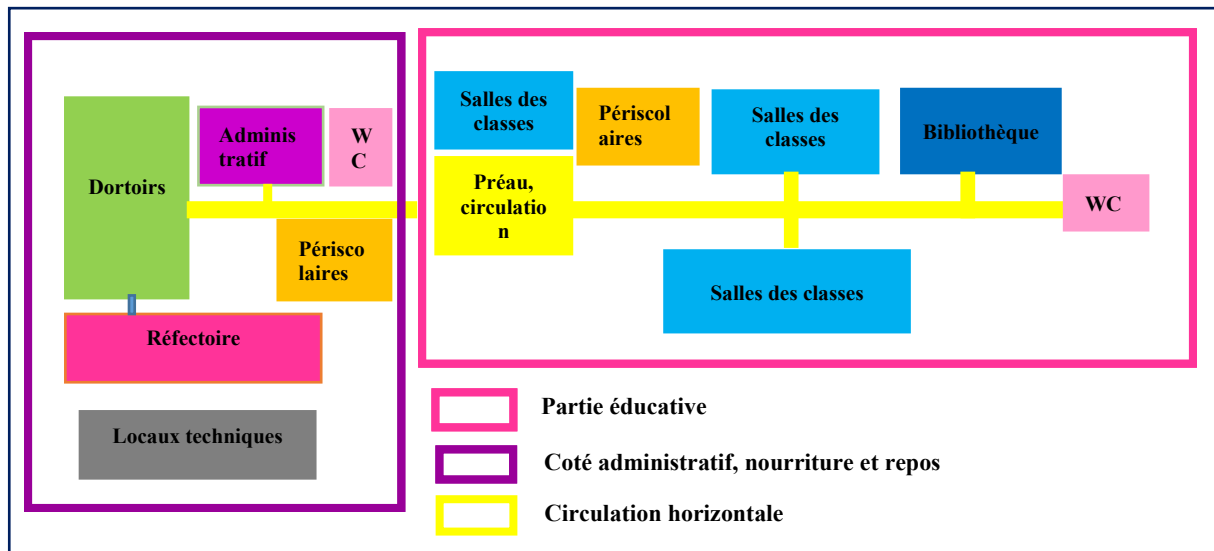 Dortoirs
Adminis
tratif
W
C
Périsco
laires
Réfectoire
Locaux techniques
Salles des
classes
Périscol
aires
Salles des
classes
Bibliothèque
Préau,
circulatio
n
WC
Salles des classes
Partie éducative
Coté administratif, nourriture et repos
Circulation horizontale